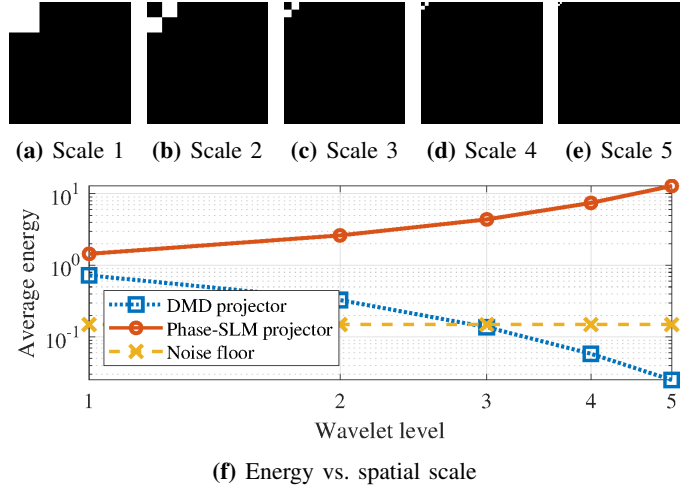 (a) Scale 1 (b) Scale 2 (c) Scale 3 (d) Scale 4 (e) Scale 5
10^1
10^0
10^-1
Average energy
DMD projector
Phase-SLM projector
Noise floor
1 2 3 4 5
Wavelet level
(f) Energy vs. spatial scale